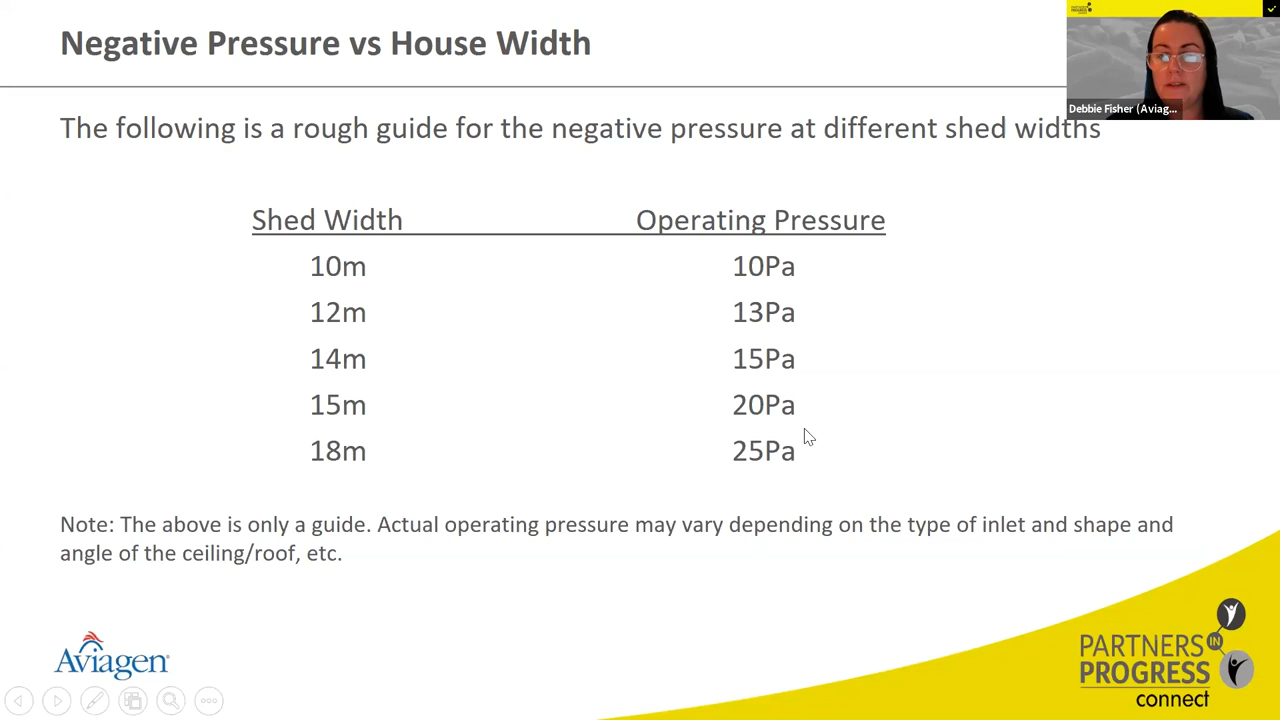 Negative Pressure vs House Width
Debbie Fisher (Aviag...
The following is a rough guide for the negative pressure at different shed widths
Shed Width Operating Pressure
10m 10Pa
12m 13Pa
14m 15Pa
15m 20Pa
18m 25Pa
Note: The above is only a guide. Actual operating pressure may vary depending on the type of inlet and shape and
angle of the ceiling/roof, etc.
Aviagen
PARTNERS
IN
PROGRESS
connect